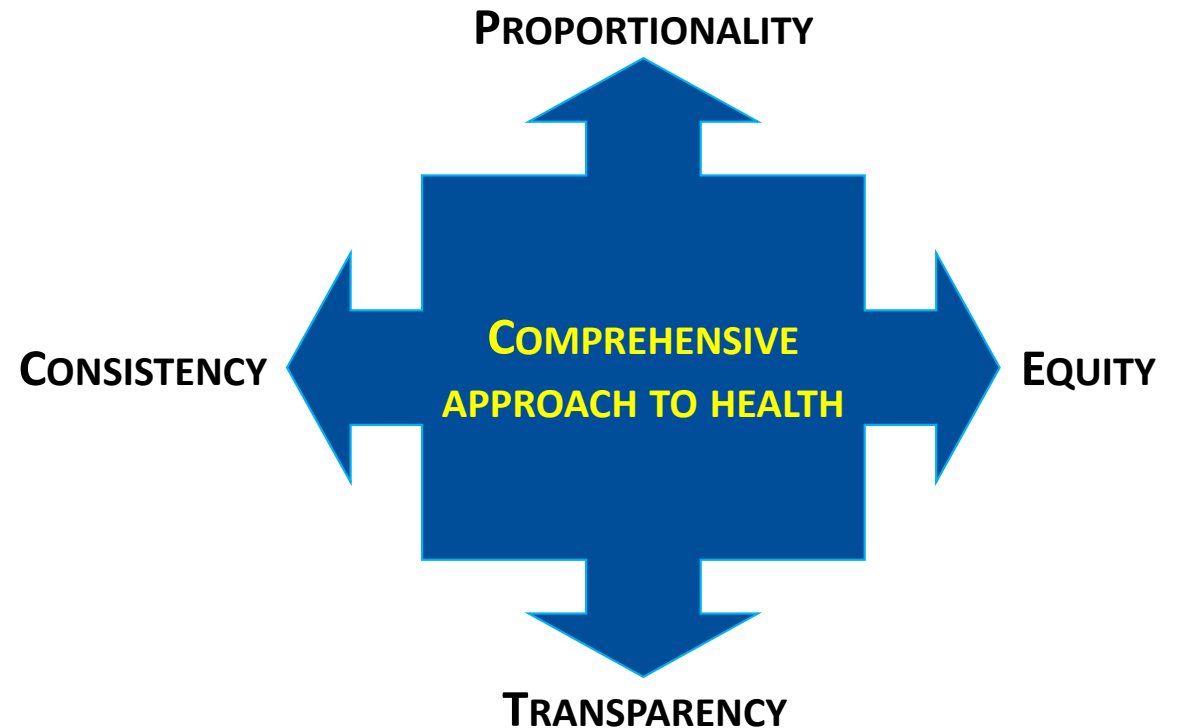 PROPORTIONALITY
CONSISTENCY
COMPREHENSIVE
APPROACH TO HEALTH
EQUITY
TRANSPARENCY